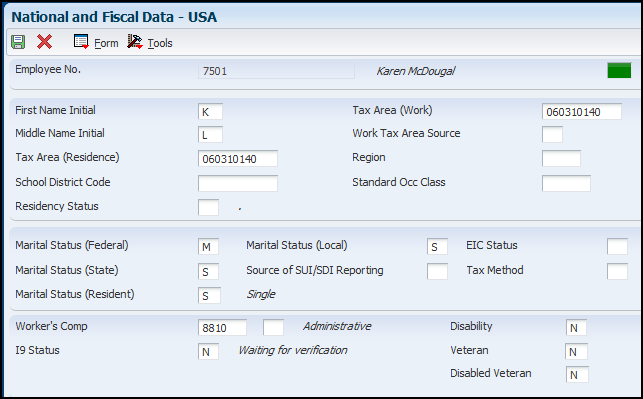 National and Fiscal Data - USA
Form Tools
Employee No. 7501 Karen McDougal
First Name Initial K Tax Area (Work) 060310140
Middle Name Initial L Work Tax Area Source
Tax Area (Residence) 060310140 Region
School District Code Standard Occ Class
Residency Status .
Marital Status (Federal) M Marital Status (Local) S EIC Status
Marital Status (State) S Source of SUI/SDI Reporting Tax Method
Marital Status (Resident) S Single
Worker's Comp 8810 Administrative Disability N
I9 Status N Waiting for verification Veteran N
Disabled Veteran N